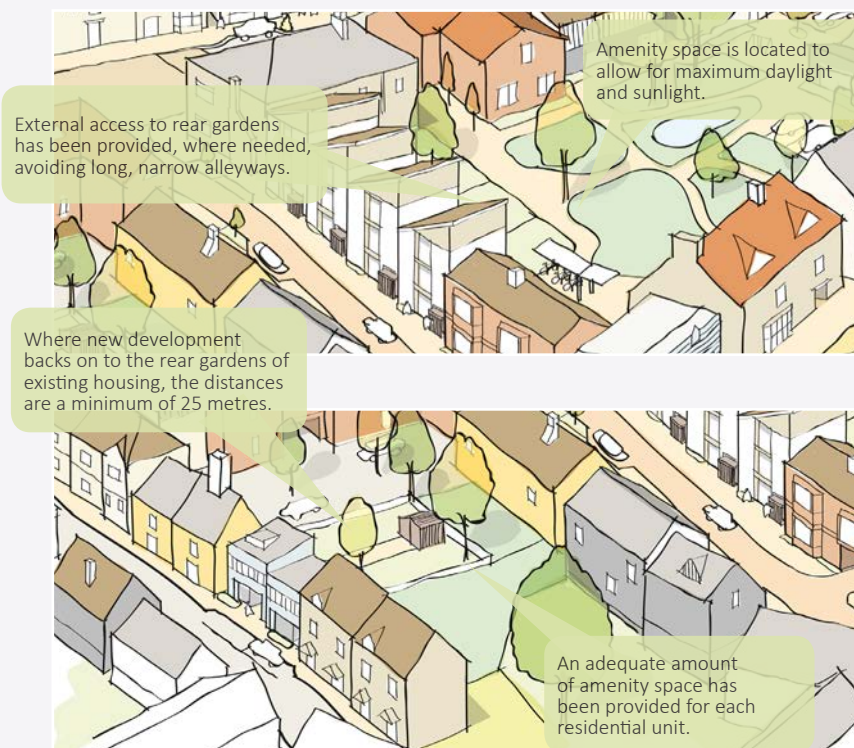 Amenity space is located to
allow for maximum daylight
and sunlight.
External access to rear gardens
has been provided, where needed,
avoiding long, narrow alleyways.
Where new development
backs on to the rear gardens of
existing housing, the distances
are a minimum of 25 metres.
An adequate amount
of amenity space has
been provided for each
residential unit.